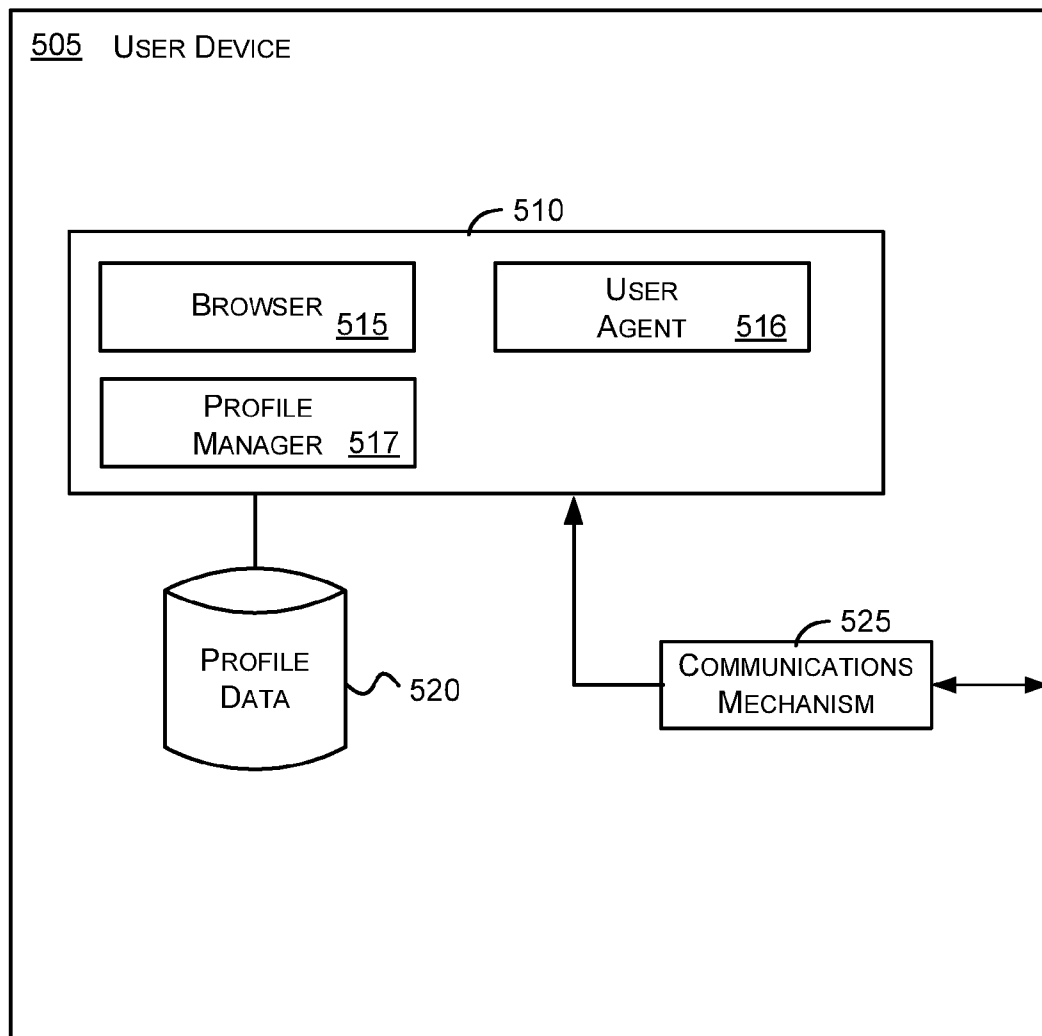 505 USER DEVICE
510
BROWSER
515
USER
AGENT 516
PROFILE
MANAGER 517
PROFILE
DATA
520
525
COMMUNICATIONS
MECHANISM